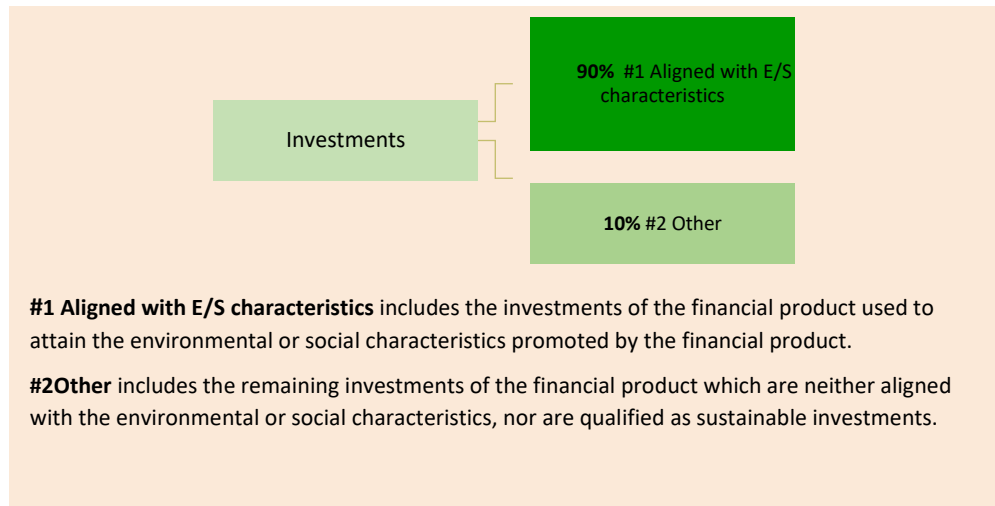 90% #1 Aligned with E/S
characteristics
Investments
10% #2 Other
#1 Aligned with E/S characteristics includes the investments of the financial product used to
attain the environmental or social characteristics promoted by the financial product.
#2Other includes the remaining investments of the financial product which are neither aligned
with the environmental or social characteristics, nor are qualified as sustainable investments.